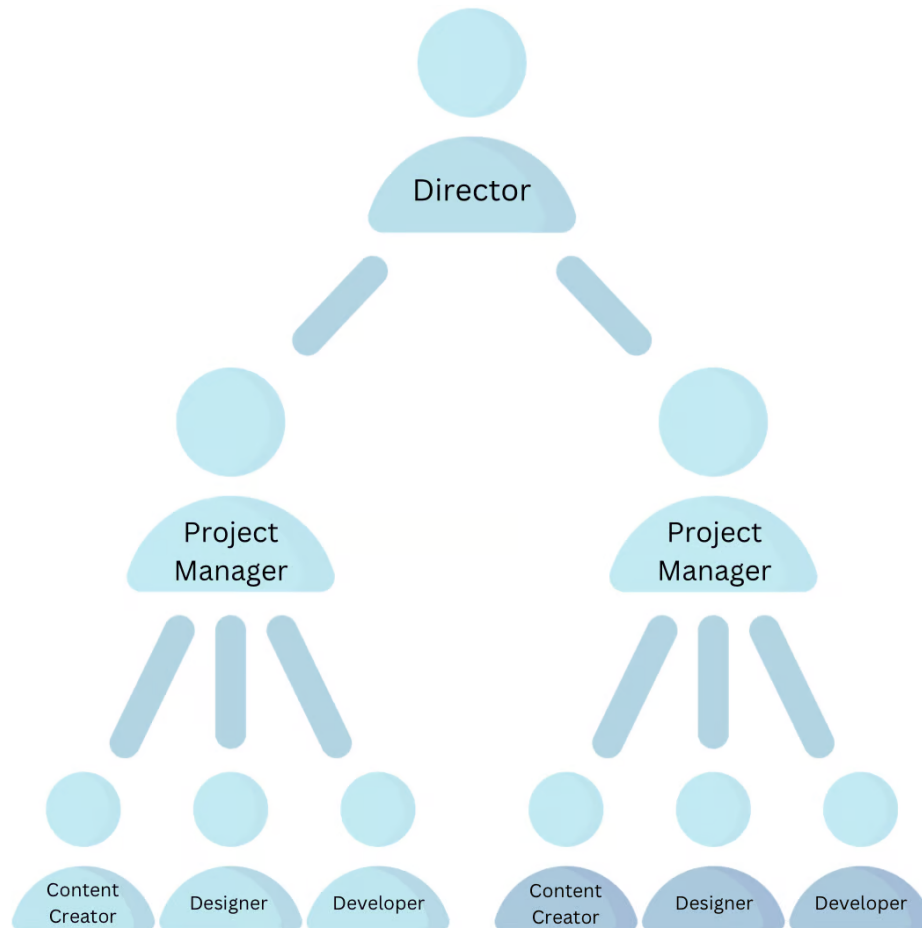 Director
Project
Manager
Project
Manager
Content
Creator
Designer
Developer
Content
Creator
Designer
Developer